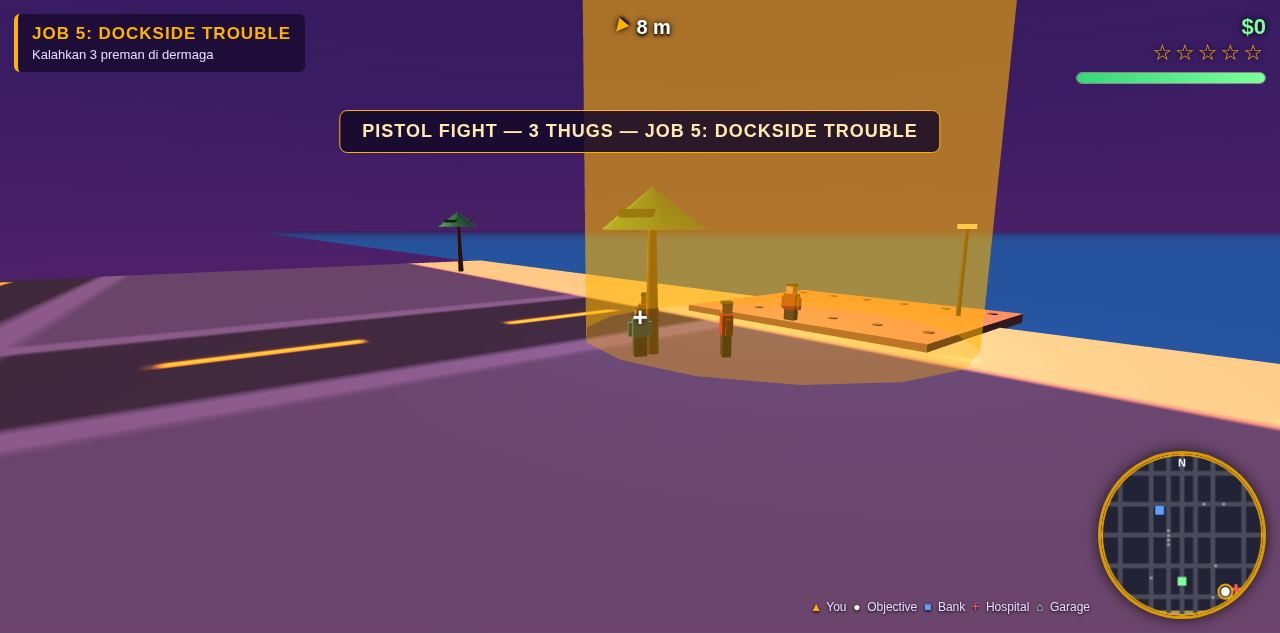 JOB 5: DOCKSIDE TROUBLE
Kalahkan 3 preman di dermaga
8 m
$0
PISTOL FIGHT — 3 THUGS — JOB 5: DOCKSIDE TROUBLE
N
You Objective Bank Hospital Garage